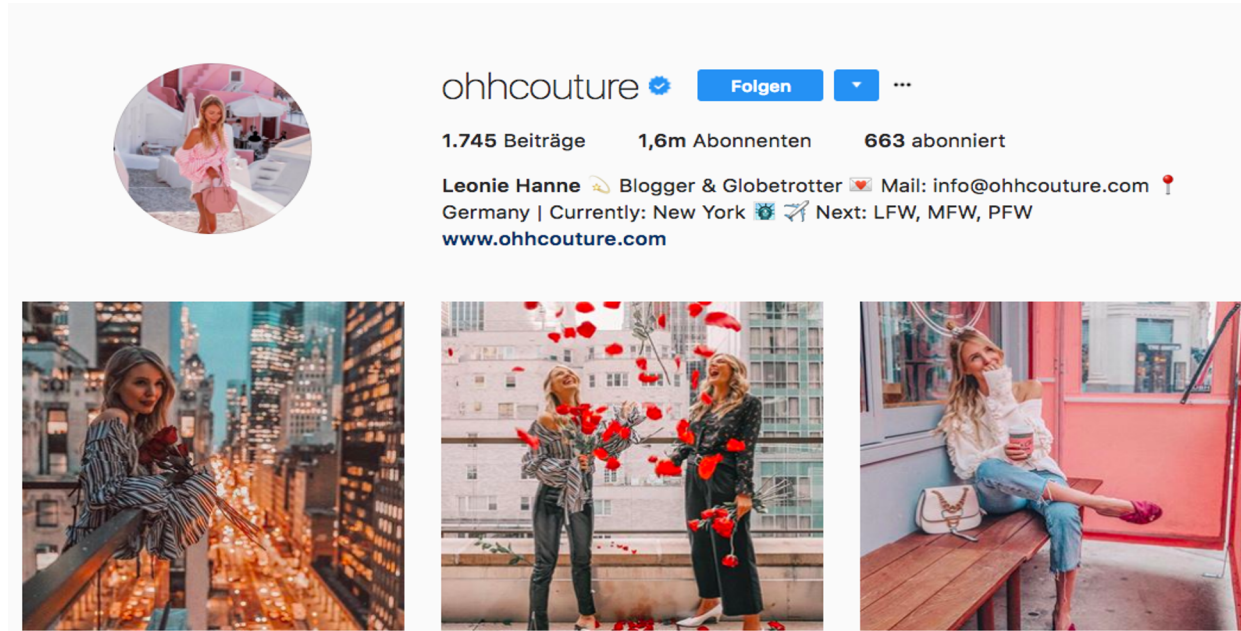 ohhcouture Folgen
1.745 Beiträge 1,6m Abonnenten 663 abonniert
Leonie Hanne 💫 Blogger & Globetrotter 💌 Mail: info@ohhcouture.com 📍
Germany | Currently: New York 🗽 ✈️ Next: LFW, MFW, PFW
www.ohhcouture.com